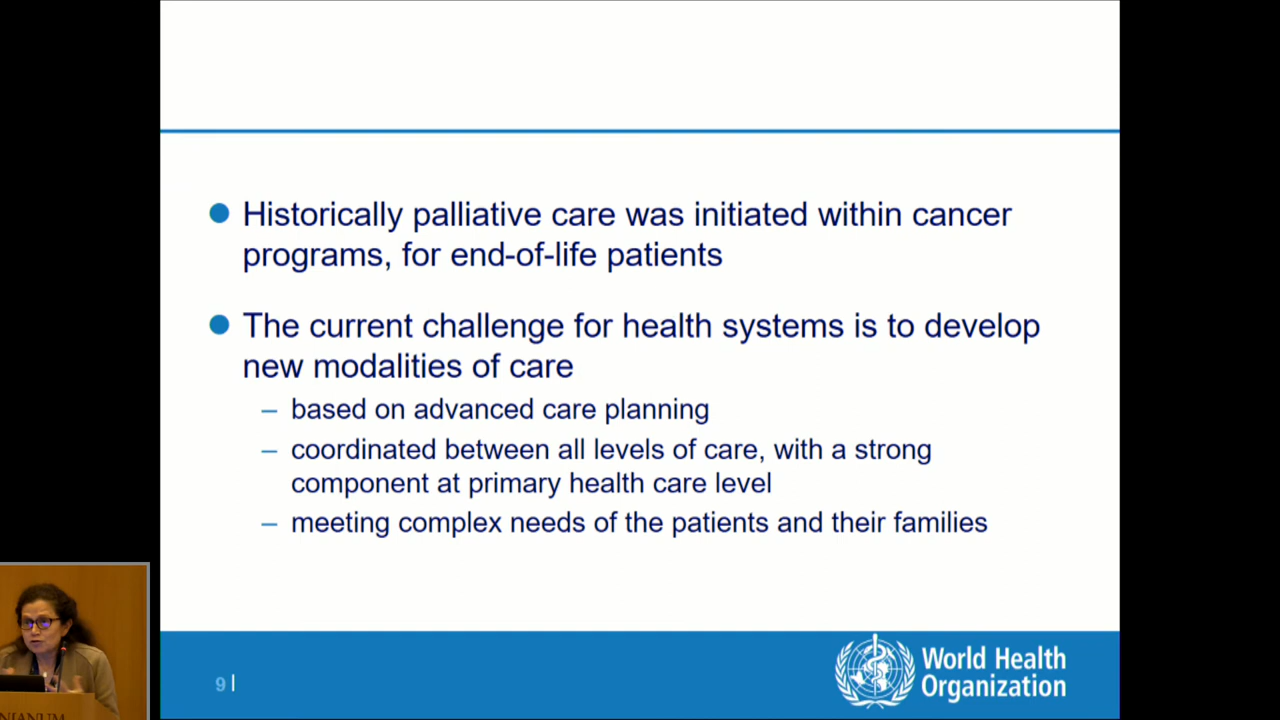 Historically palliative care was initiated within cancer
programs, for end-of-life patients
The current challenge for health systems is to develop
new modalities of care
– based on advanced care planning
– coordinated between all levels of care, with a strong
component at primary health care level
– meeting complex needs of the patients and their families
9 |
World Health
Organization